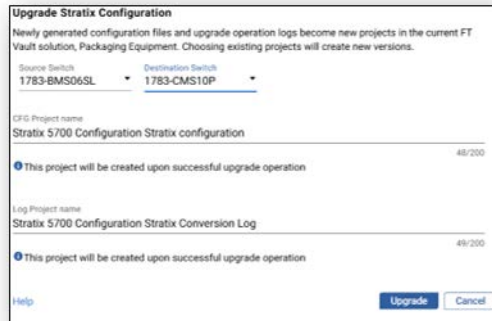 Upgrade Stratix Configuration
Newly generated configuration files and upgrade operation logs become new projects in the current FT
Vault solution, Packaging Equipment. Choosing existing projects will create new versions.
Source Switch Destination Switch
1783-BMS06SL 1783-CMS10P
CFG Project name
Stratix 5700 Configuration Stratix configuration
48/200
This project will be created upon successful upgrade operation
Log Project name
Stratix 5700 Configuration Stratix Conversion Log
49/200
This project will be created upon successful upgrade operation
Help Upgrade Cancel